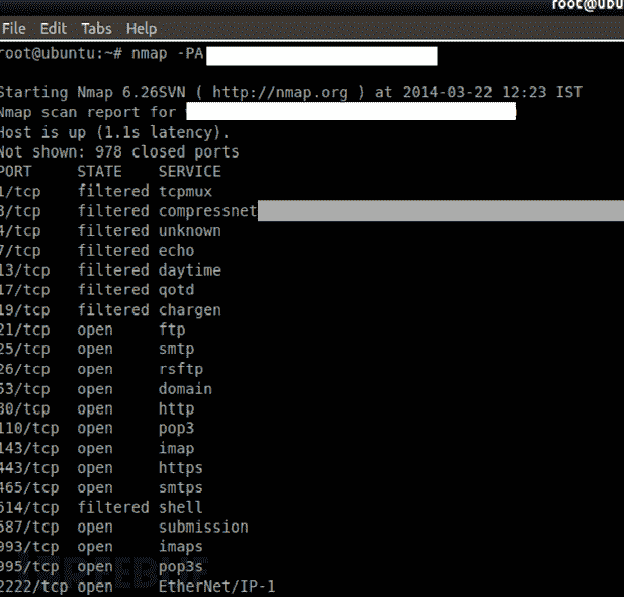 root@ubu
File Edit Tabs Help
root@ubuntu:~# nmap -PA
Starting Nmap 6.26SVN ( http://nmap.org ) at 2014-03-22 12:23 IST
Nmap scan report for
Host is up (1.1s latency).
Not shown: 978 closed ports
PORT STATE SERVICE
1/tcp filtered tcpmux
3/tcp filtered compressnet
4/tcp filtered unknown
7/tcp filtered echo
13/tcp filtered daytime
17/tcp filtered qotd
19/tcp filtered chargen
21/tcp open ftp
25/tcp open smtp
26/tcp open rsftp
53/tcp open domain
80/tcp open http
110/tcp open pop3
143/tcp open imap
443/tcp open https
465/tcp open smtps
514/tcp filtered shell
587/tcp open submission
993/tcp open imaps
995/tcp open pop3s
2222/tcp open EtherNet/IP-1